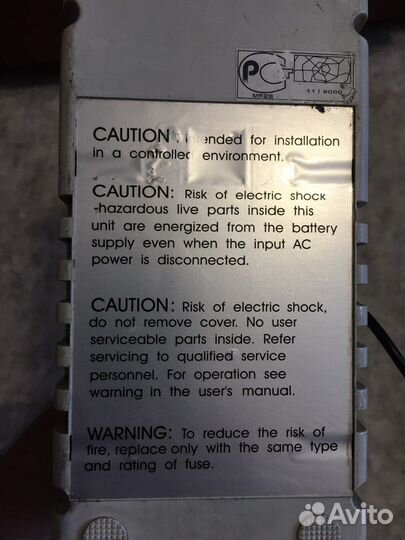 PC
ME28
11 / 2000
CAUTION: Intended for installation
in a controlled environment.
CAUTION: Risk of electric shock
-hazardous live parts inside this
unit are energized from the battery
supply even when the input AC
power is disconnected.
CAUTION: Risk of electric shock,
do not remove cover. No user
serviceable parts inside. Refer
servicing to qualified service
personnel. For operation see
warning in the user's manual.
WARNING: To reduce the risk of
fire, replace only with the same type
and rating of fuse.
Avito